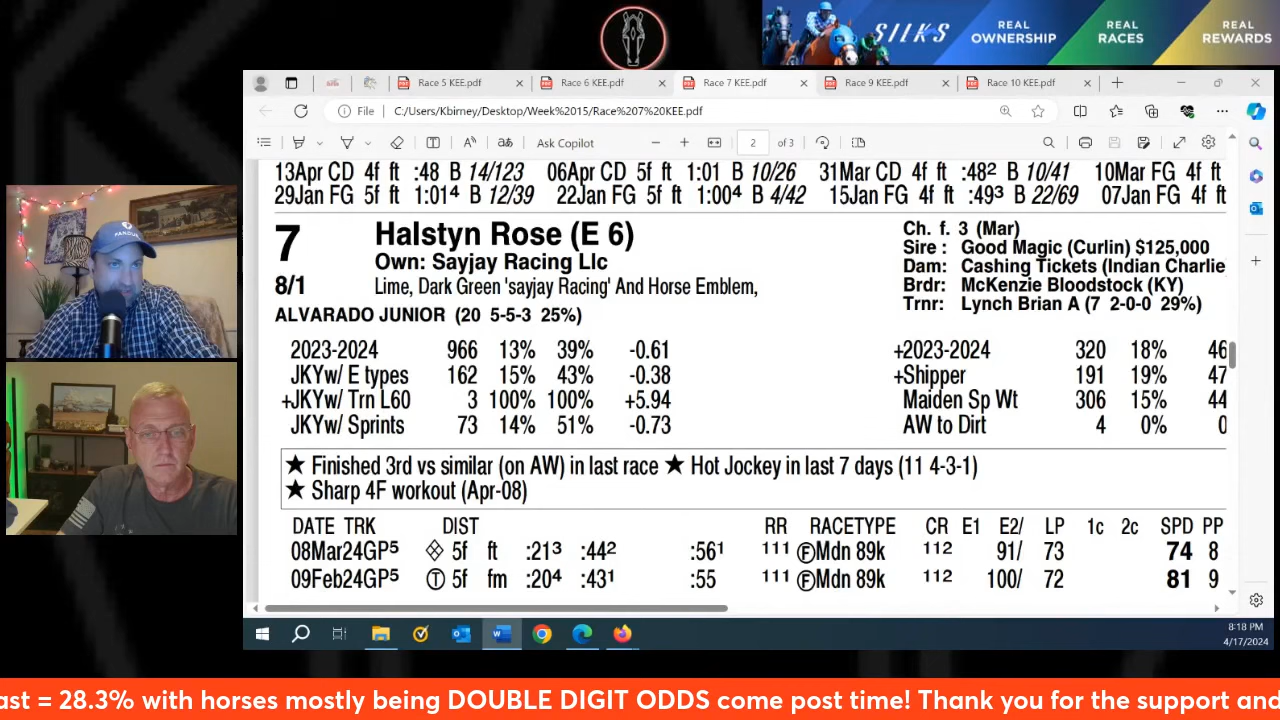 SILKS
REAL OWNERSHIP
REAL RACES
REAL REWARDS
Race 5 KEE.pdf
Race 6 KEE.pdf
Race 7 KEE.pdf
Race 9 KEE.pdf
Race 10 KEE.pdf
File
C:/Users/Kbirney/Desktop/Week%2015/Race%207%20KEE.pdf
Ask Copilot
2 of 3
13Apr CD 4f ft :48 B 14/123 06Apr CD 5f ft 1:01 B 10/26 31Mar CD 4f ft :48² B 10/41 10Mar FG 4f ft
29Jan FG 5f ft 1:01⁴ B 12/39 22Jan FG 5f ft 1:00⁴ B 4/42 15Jan FG 4f ft :49³ B 22/69 07Jan FG 4f ft
7 Halstyn Rose (E 6)
Own: Sayjay Racing Llc
8/1 Lime, Dark Green 'sayjay Racing' And Horse Emblem,
ALVARADO JUNIOR (20 5-5-3 25%)
Ch. f. 3 (Mar)
Sire : Good Magic (Curlin) $125,000
Dam: Cashing Tickets (Indian Charlie
Brdr: McKenzie Bloodstock (KY)
Trnr: Lynch Brian A (7 2-0-0 29%)
2023-2024 966 13% 39% -0.61
JKYw/ E types 162 15% 43% -0.38
+JKYw/ Trn L60 3 100% 100% +5.94
JKYw/ Sprints 73 14% 51% -0.73
+2023-2024 320 18% 46
+Shipper 191 19% 47
Maiden Sp Wt 306 15% 44
AW to Dirt 4 0% 0
★ Finished 3rd vs similar (on AW) in last race ★ Hot Jockey in last 7 days (11 4-3-1)
★ Sharp 4F workout (Apr-08)
DATE TRK DIST RR RACETYPE CR E1 E2/ LP 1c 2c SPD PP
08Mar24GP⁵ 5f ft :21³ :44² :56¹ 111 ⒻMdn 89k 112 91/ 73 74 8
09Feb24GP⁵ Ⓣ 5f fm :20⁴ :43¹ :55 111 ⒻMdn 89k 112 100/ 72 81 9
8:18 PM
4/17/2024
ast = 28.3% with horses mostly being DOUBLE DIGIT ODDS come post time! Thank you for the support and